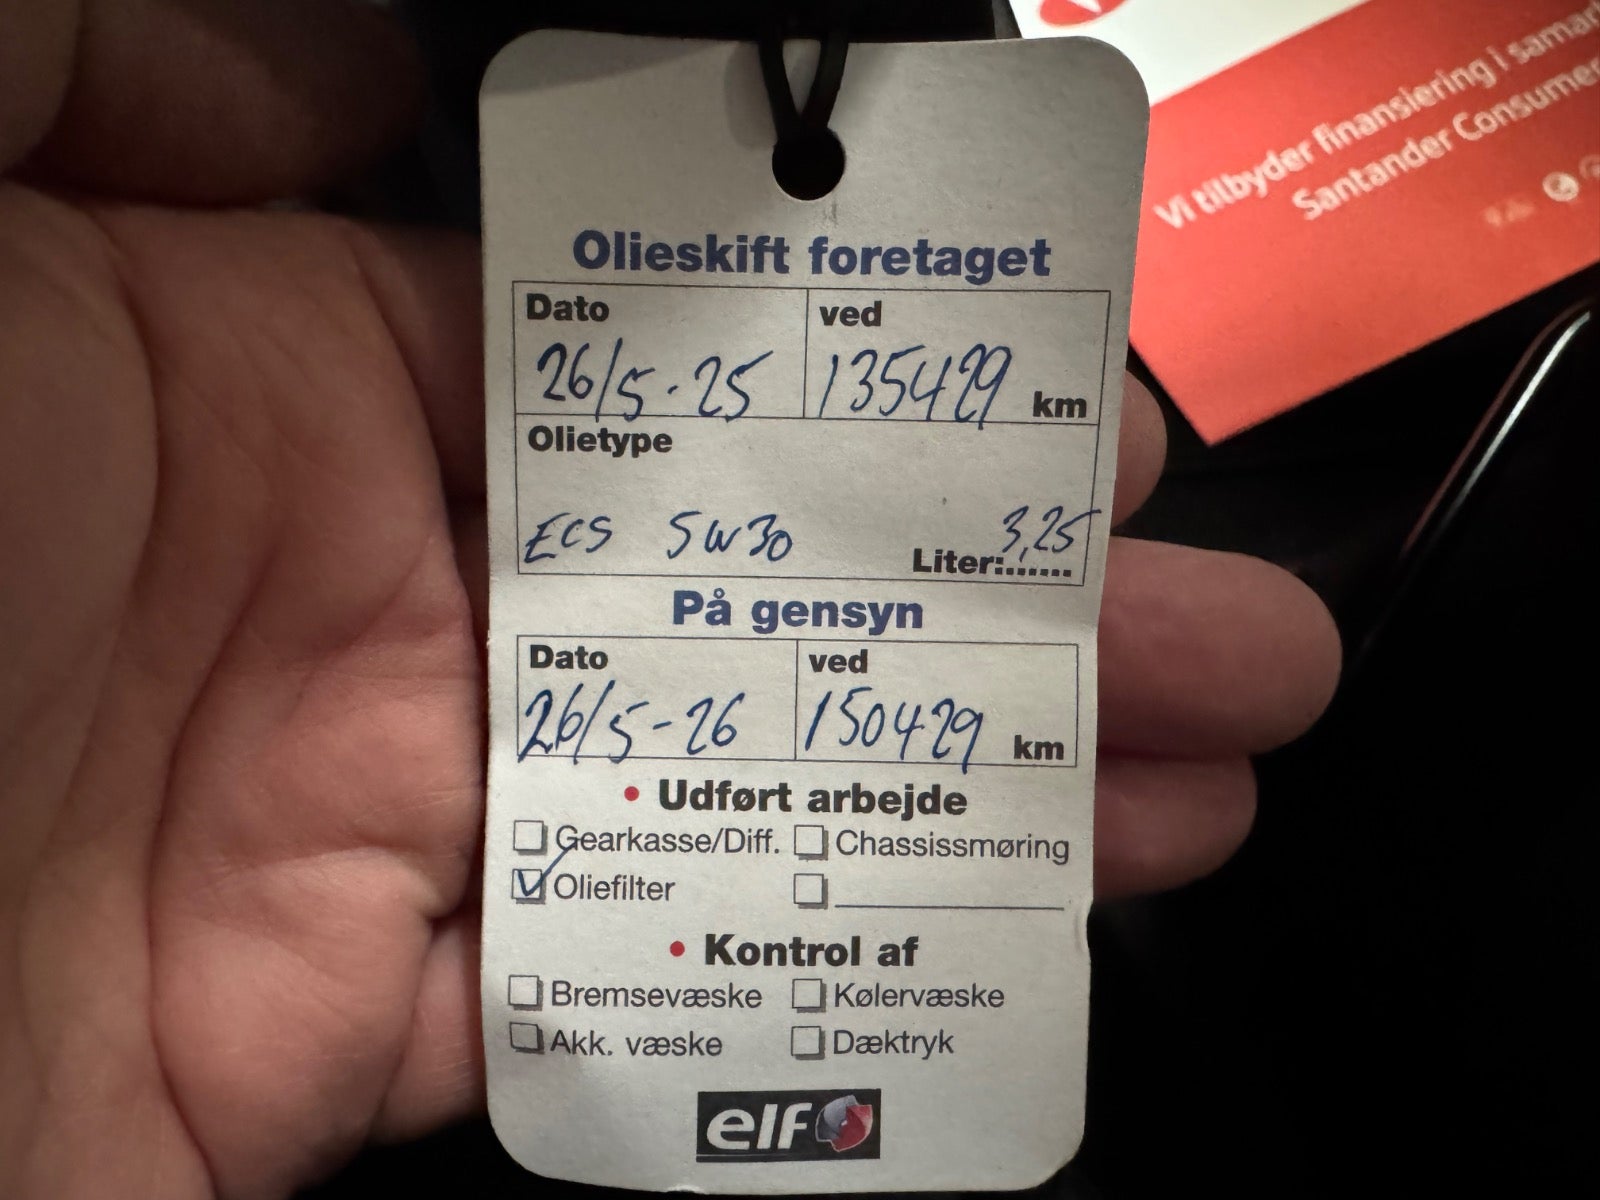 Olieskift foretaget
Dato ved
26/5-25 135429 km
Olietype
ECS 5W30 Liter:....... 3,25
På gensyn
Dato ved
26/5-26 150429 km
• Udført arbejde
Gearkasse/Diff. Chassissmøring
Oliefilter
• Kontrol af
Bremsevæske Kølervæske
Akk. væske Dæktryk
elf
Vi tilbyder finansiering i
Santander Consumer